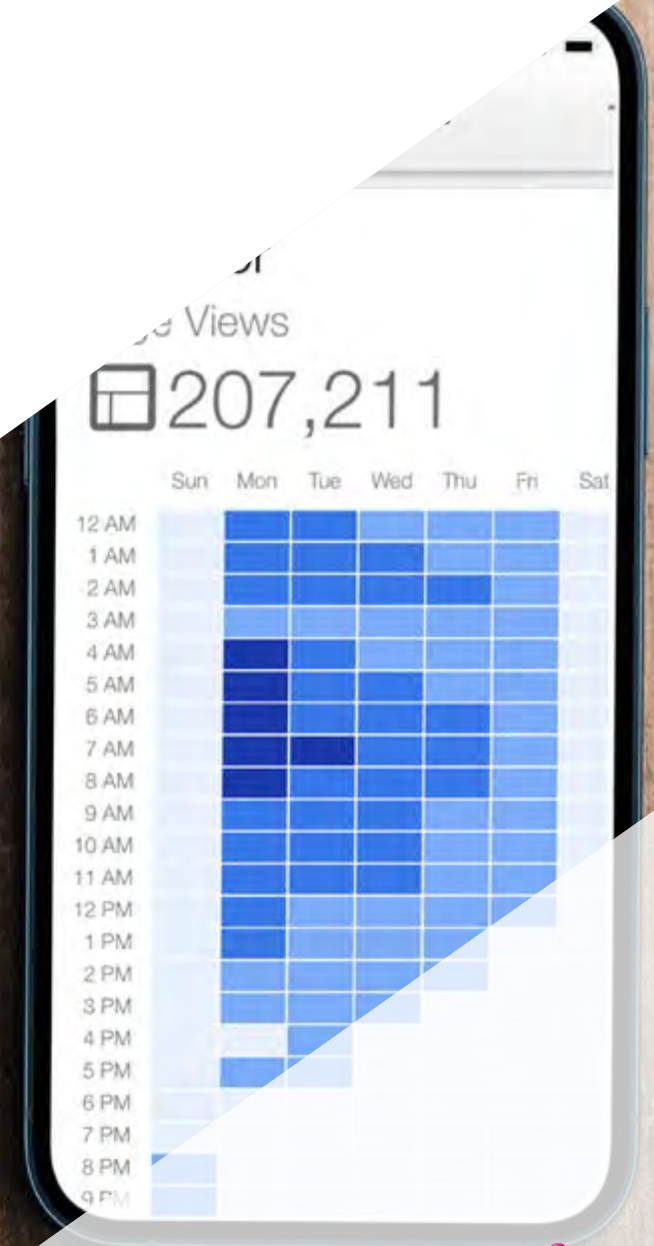 Views
207,211
Sun Mon Tue Wed Thu Fri Sat
12 AM
1 AM
2 AM
3 AM
4 AM
5 AM
6 AM
7 AM
8 AM
9 AM
10 AM
11 AM
12 PM
1 PM
2 PM
3 PM
4 PM
5 PM
6 PM
7 PM
8 PM
9 PM